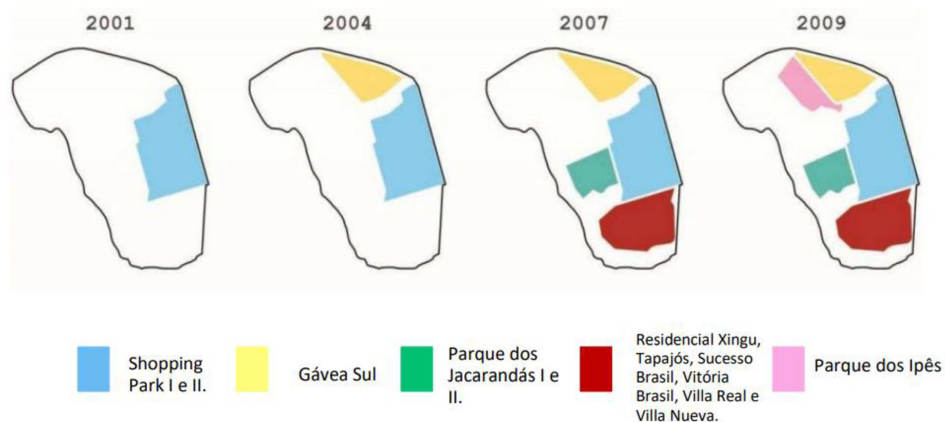 2001
2004
2007
2009
Shopping
Park I e II.
Gávea Sul
Parque dos
Jacarandás I e
II.
Residencial Xingu,
Tapajós, Sucesso
Brasil, Vitória
Brasil, Villa Real e
Villa Nueva.
Parque dos Ipês